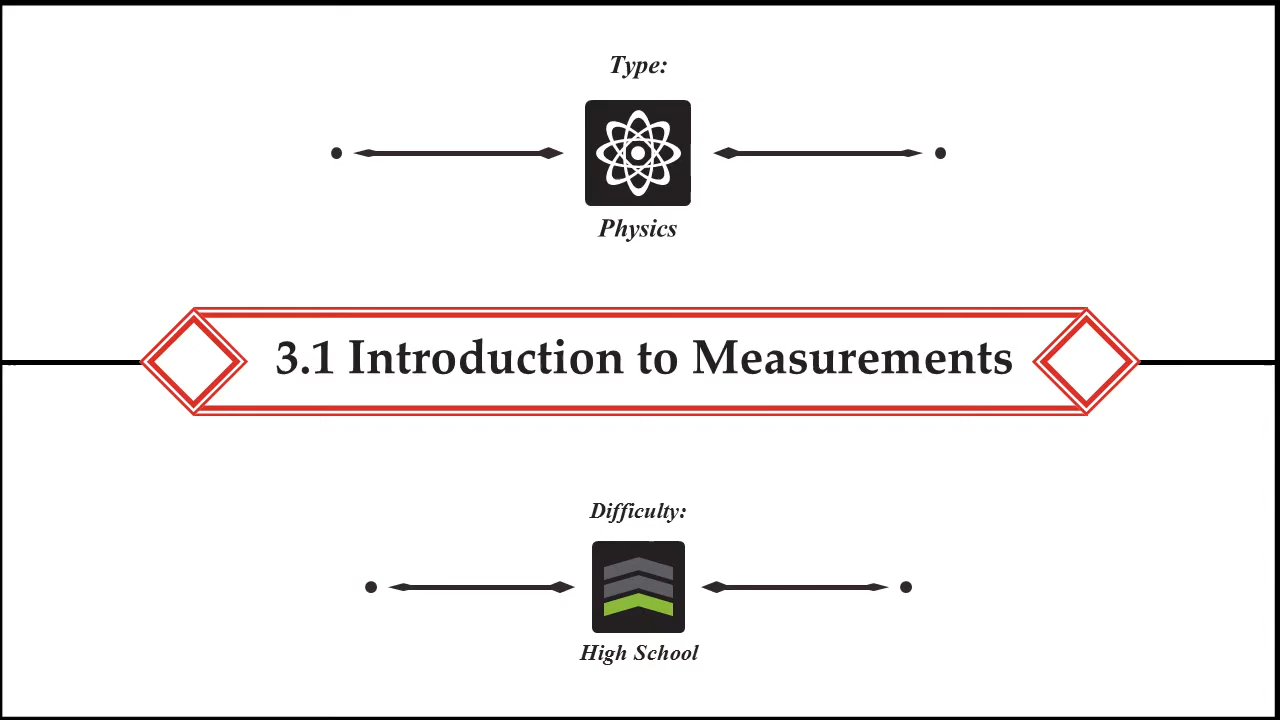 Type:
Physics
3.1 Introduction to Measurements
Difficulty:
High School